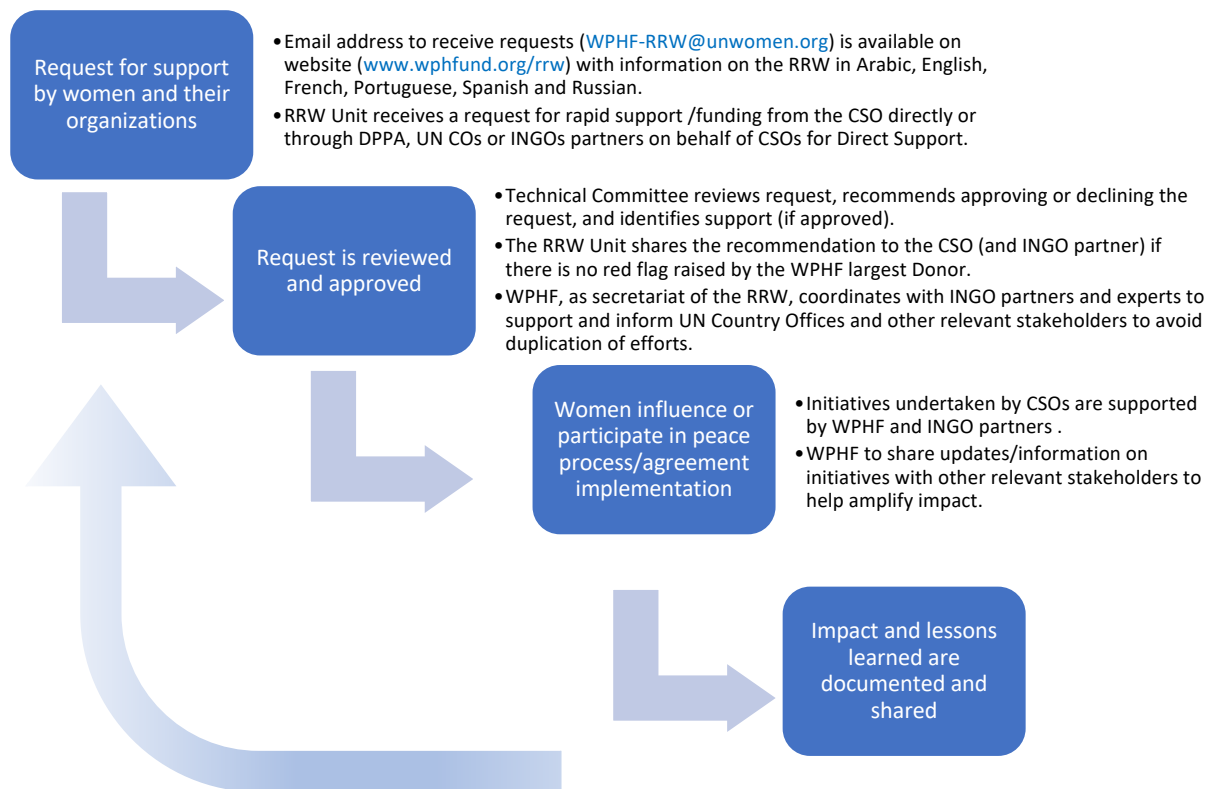 Request for support
by women and their
organizations
•Email address to receive requests (WPHF-RRW@unwomen.org) is available on
website (www.wphfund.org/rrw) with information on the RRW in Arabic, English,
French, Portuguese, Spanish and Russian.
•RRW Unit receives a request for rapid support /funding from the CSO directly or
through DPPA, UN COs or INGOs partners on behalf of CSOs for Direct Support.
Request is reviewed
and approved
•Technical Committee reviews request, recommends approving or declining the
request, and identifies support (if approved).
•The RRW Unit shares the recommendation to the CSO (and INGO partner) if
there is no red flag raised by the WPHF largest Donor.
•WPHF, as secretariat of the RRW, coordinates with INGO partners and experts to
support and inform UN Country Offices and other relevant stakeholders to avoid
duplication of efforts.
Women influence or
participate in peace
process/agreement
implementation
•Initiatives undertaken by CSOs are supported
by WPHF and INGO partners .
•WPHF to share updates/information on
initiatives with other relevant stakeholders to
help amplify impact.
Impact and lessons
learned are
documented and
shared